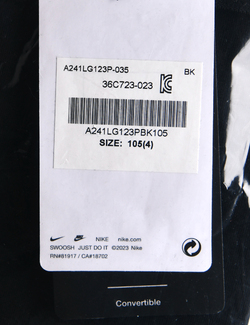 A241LG123P-035 BK
36C723-023
A241LG123PBK105
SIZE: 105(4)
NIKE nike.com
SWOOSH JUST DO IT ©2023 Nike
RN#81917 / CA#18702
Convertible